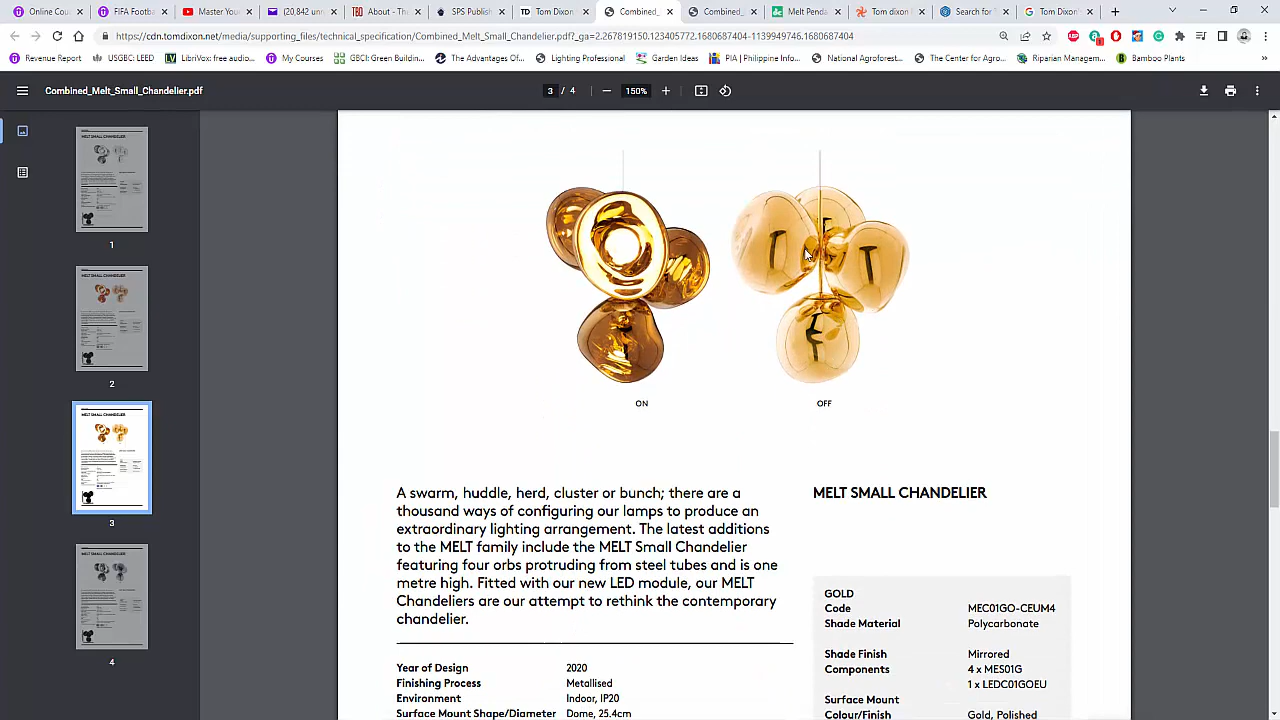 Online Cou
FIFA Footba
Master You
(20,842 unr
About - The
SPS Publish
Tom Dixon
Combined_
Combined_
Melt Penda
Tom dixon
Search for
Tom Dixon
https://cdn.tomdixon.net/media/supporting_files/technical_specification/Combined_Melt_Small_Chandelier.pdf?_ga=2.267819150.123405772.1680687404-1139949746.1680687404
Revenue Report
USGBC: LEED
LibriVox: free audio...
My Courses
GBCI: Green Building...
The Advantages Of...
Lighting Professional
Garden Ideas
PIA | Philippine Info...
National Agroforest...
The Center for Agro...
Riparian Managem...
Bamboo Plants
Combined_Melt_Small_Chandelier.pdf
3 / 4
150%
1
2
3
4
ON
OFF
A swarm, huddle, herd, cluster or bunch; there are a
thousand ways of configuring our lamps to produce an
extraordinary lighting arrangement. The latest additions
to the MELT family include the MELT Small Chandelier
featuring four orbs protruding from steel tubes and is one
metre high. Fitted with our new LED module, our MELT
Chandeliers are our attempt to rethink the contemporary
chandelier.
Year of Design 2020
Finishing Process Metallised
Environment Indoor, IP20
Surface Mount Shape/Diameter Dome, 25.4cm
MELT SMALL CHANDELIER
GOLD
Code MEC01GO-CEUM4
Shade Material Polycarbonate
Shade Finish Mirrored
Components 4 x MES01G
1 x LEDC01GOEU
Surface Mount
Colour/Finish Gold, Polished